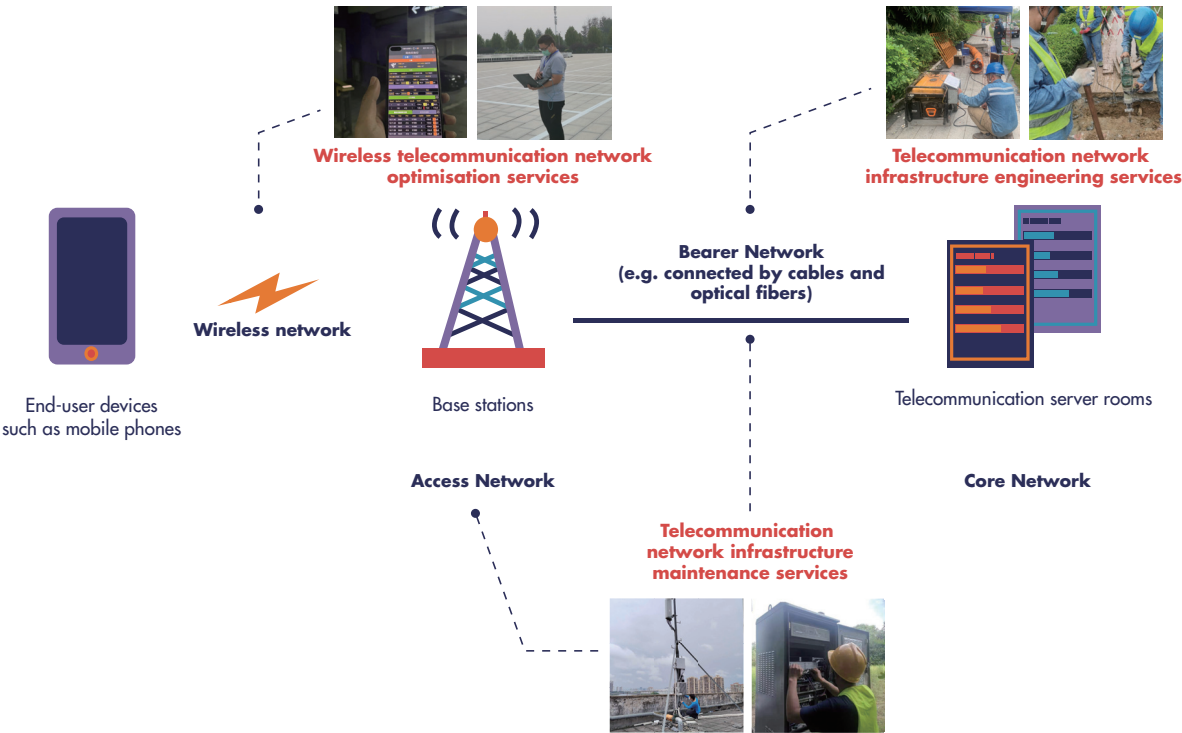 Wireless telecommunication network
optimisation services
Telecommunication network
infrastructure engineering services
Bearer Network
(e.g. connected by cables and
optical fibers)
Wireless network
End-user devices
such as mobile phones
Base stations
Telecommunication server rooms
Access Network
Core Network
Telecommunication
network infrastructure
maintenance services